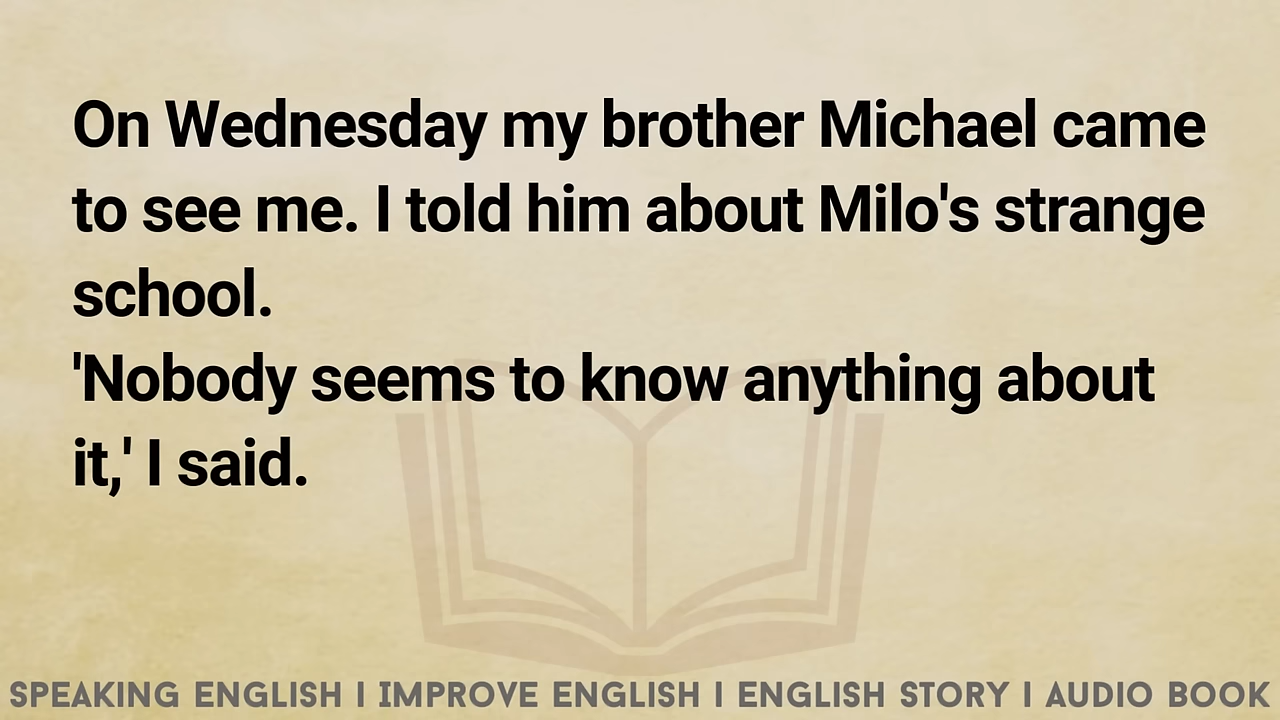 On Wednesday my brother Michael came
to see me. I told him about Milo's strange
school.
'Nobody seems to know anything about
it,' I said.
SPEAKING ENGLISH I IMPROVE ENGLISH I ENGLISH STORY I AUDIO BOOK